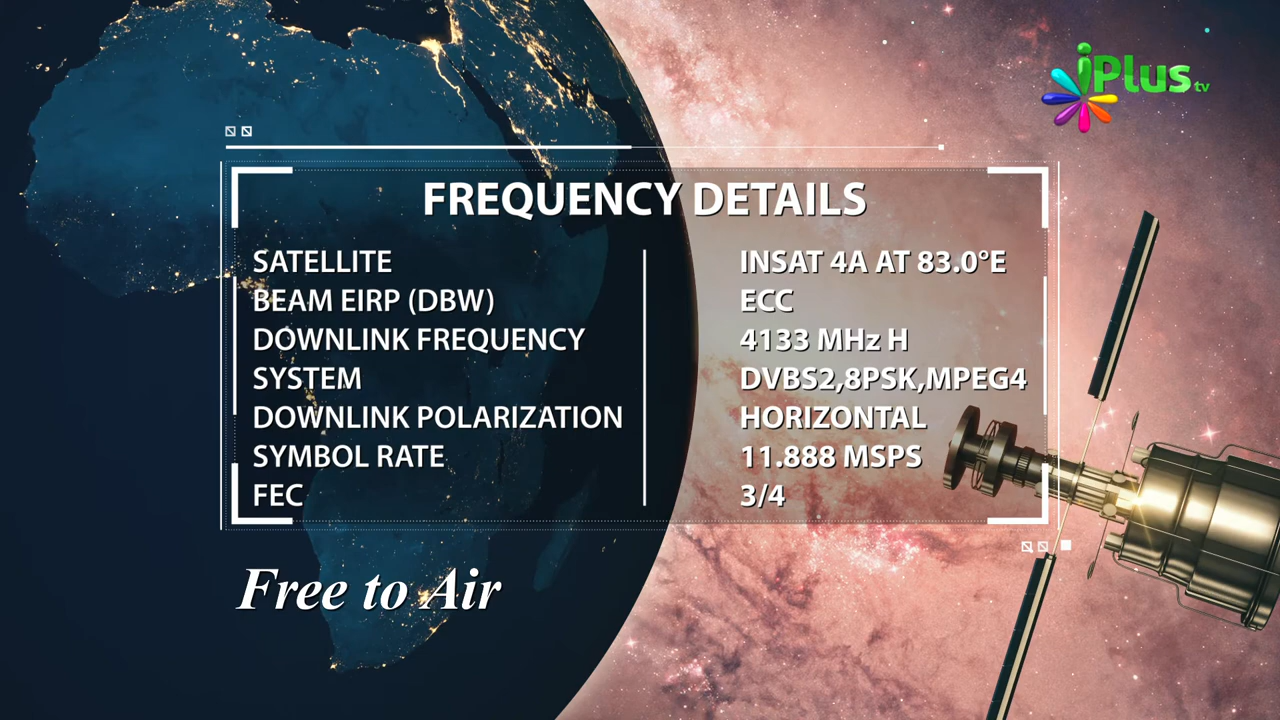 iPlus tv
FREQUENCY DETAILS
SATELLITE INSAT 4A AT 83.0°E
BEAM EIRP (DBW) ECC
DOWNLINK FREQUENCY 4133 MHz H
SYSTEM DVBS2,8PSK,MPEG4
DOWNLINK POLARIZATION HORIZONTAL
SYMBOL RATE 11.888 MSPS
FEC 3/4
Free to Air